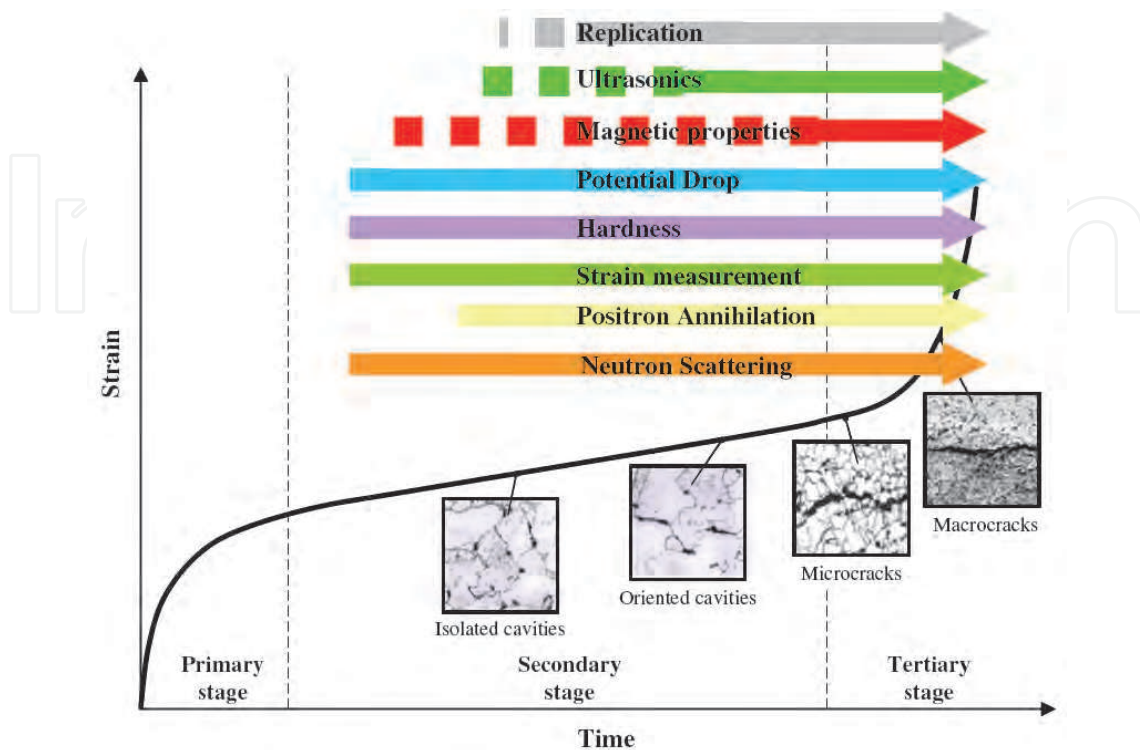 Replication
Ultrasonics
Magnetic properties
Potential Drop
Hardness
Strain measurement
Positron Annihilation
Neutron Scattering
Strain
Macrocracks
Microcracks
Oriented cavities
Isolated cavities
Primary
stage
Secondary
stage
Tertiary
stage
Time